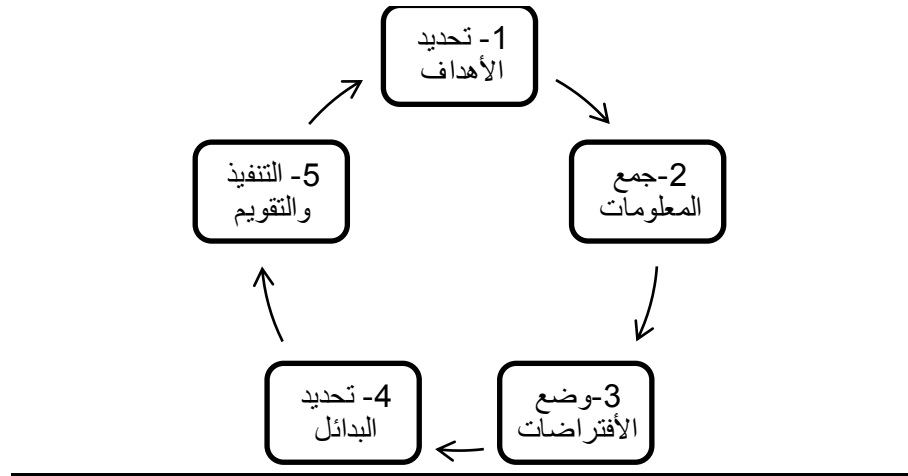 1- تحديد
الأهداف
2-جمع
المعلومات
3-وضع
الأفتراضات
4- تحديد
البدائل
5- التنفيذ
والتقويم